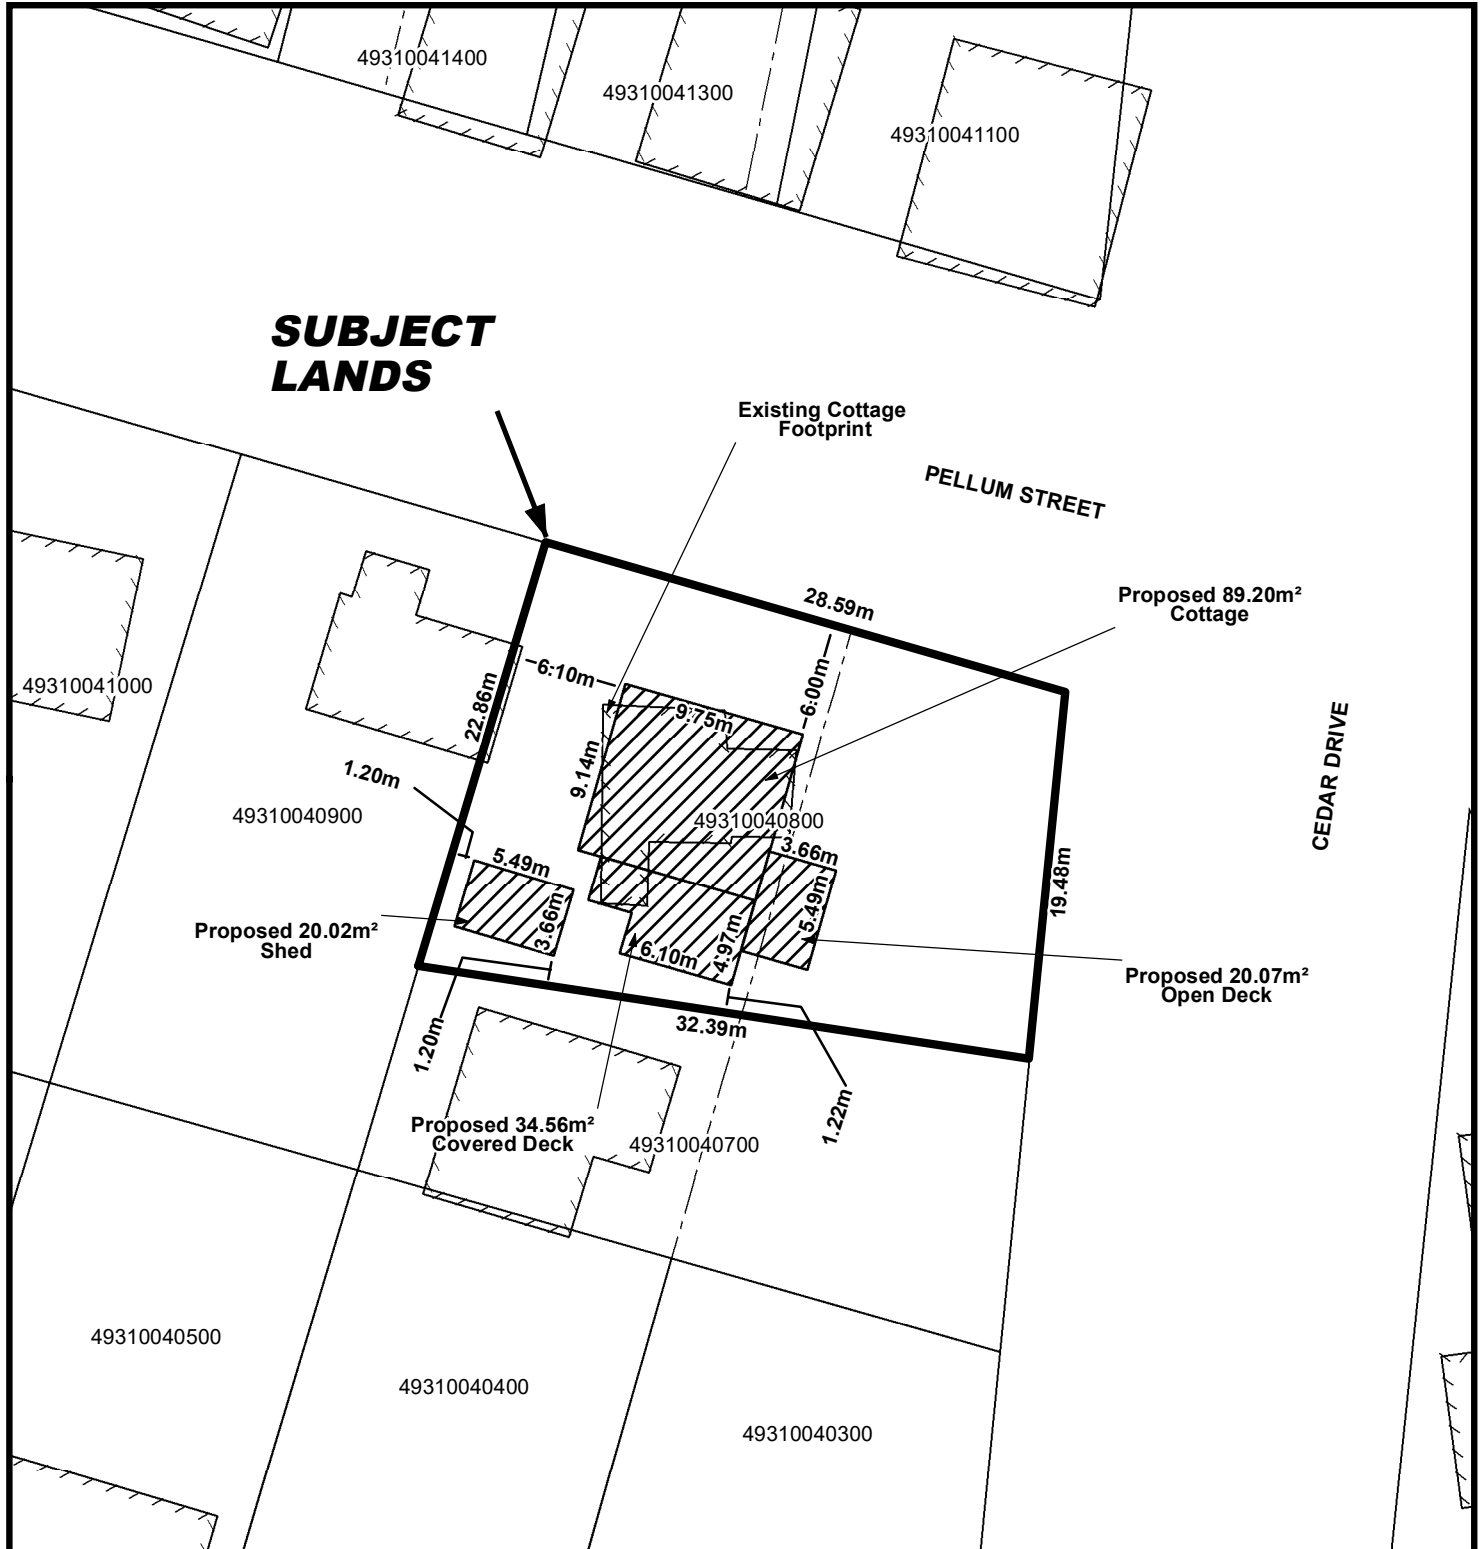 49310041400
49310041300
49310041100
SUBJECT
LANDS
Existing Cottage
Footprint
PELLUM STREET
28.59m
Proposed 89.20m²
Cottage
6.10m
6.00m
49310041000
22.86m
9.75m
CEDAR DRIVE
9.14m
1.20m
49310040900
49310040800
3.66m
5.49m
19.48m
5.49m
3.66m
Proposed 20.02m²
Shed
4.97m
6.10m
Proposed 20.07m²
Open Deck
32.39m
1.20m
1.22m
Proposed 34.56m²
Covered Deck
49310040700
49310040500
49310040400
49310040300